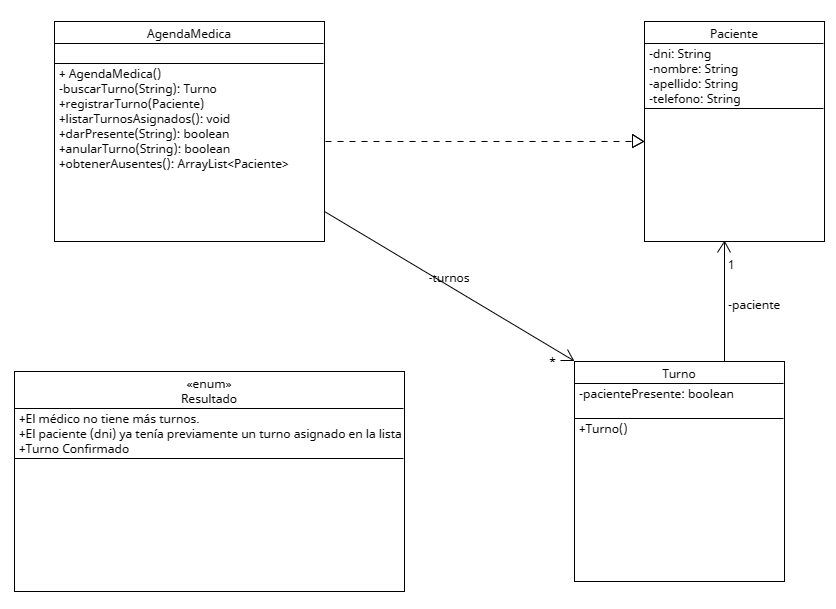 AgendaMedica
+ AgendaMedica()
-buscarTurno(String): Turno
+registrarTurno(Paciente)
+listarTurnosAsignados(): void
+darPresente(String): boolean
+anularTurno(String): boolean
+obtenerAusentes(): ArrayList<Paciente>
Paciente
-dni: String
-nombre: String
-apellido: String
-telefono: String
-turnos
*
1
-paciente
«enum»
Resultado
+El médico no tiene más turnos.
+El paciente (dni) ya tenía previamente un turno asignado en la lista
+Turno Confirmado
Turno
-pacientePresente: boolean
+Turno()